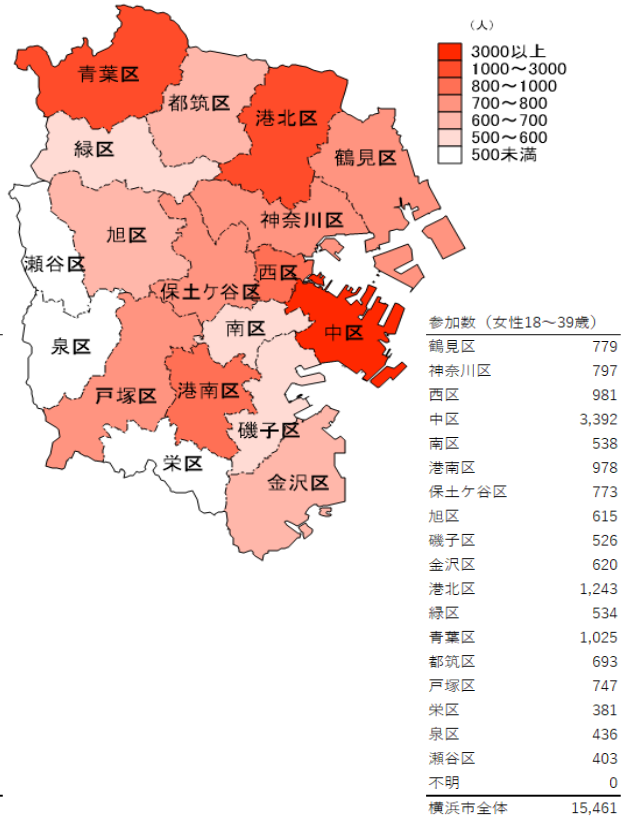 (人)
3000以上
1000～3000
800～1000
700～800
600～700
500～600
500未満
青葉区
都筑区
港北区
緑区
鶴見区
神奈川区
旭区
瀬谷区
西区
保土ケ谷区
南区
中区
泉区
戸塚区
港南区
磯子区
栄区
金沢区
参加数（女性18～39歳）
鶴見区 779
神奈川区 797
西区 981
中区 3,392
南区 538
港南区 978
保土ケ谷区 773
旭区 615
磯子区 526
金沢区 620
港北区 1,243
緑区 534
青葉区 1,025
都筑区 693
戸塚区 747
栄区 381
泉区 436
瀬谷区 403
不明 0
横浜市全体 15,461